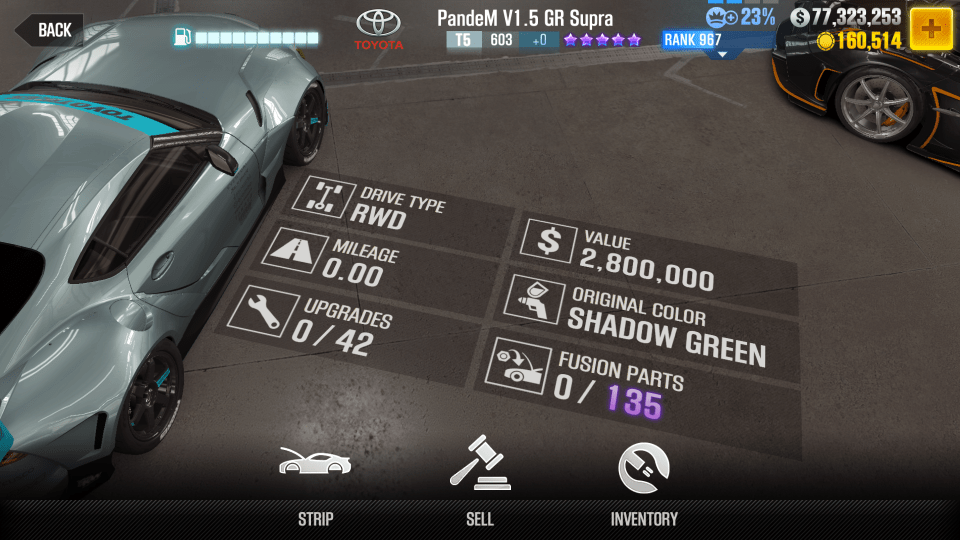 BACK
TOYOTA
PandeM V1.5 GR Supra
T5 603 +0
23%
RANK 967
$ 77,323,253
160,514
+
DRIVE TYPE
RWD
MILEAGE
0.00
UPGRADES
0 / 42
$
VALUE
2,800,000
ORIGINAL COLOR
SHADOW GREEN
FUSION PARTS
0 / 135
STRIP
SELL
INVENTORY